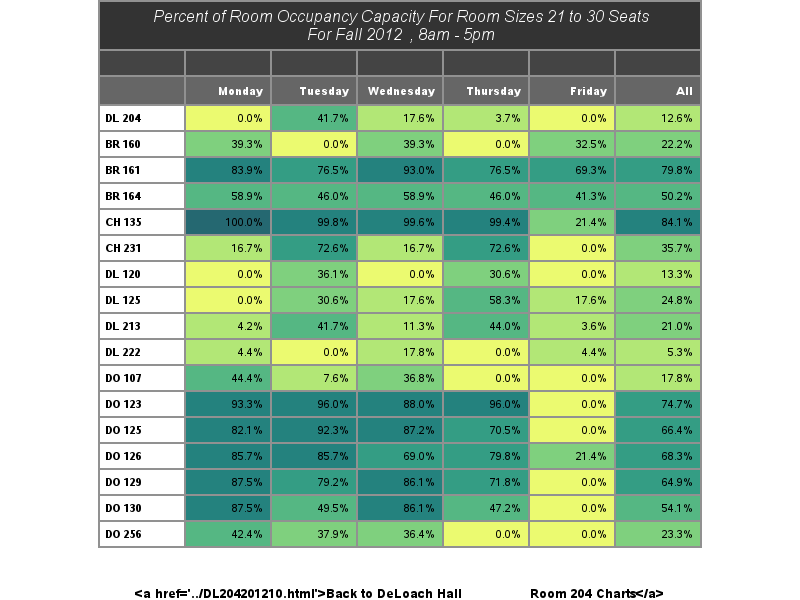 Percent of Room Occupancy Capacity For Room Sizes 21 to 30 Seats
For Fall 2012 , 8am - 5pm
Monday Tuesday Wednesday Thursday Friday All
DL 204 0.0% 41.7% 17.6% 3.7% 0.0% 12.6%
BR 160 39.3% 0.0% 39.3% 0.0% 32.5% 22.2%
BR 161 83.9% 76.5% 93.0% 76.5% 69.3% 79.8%
BR 164 58.9% 46.0% 58.9% 46.0% 41.3% 50.2%
CH 135 100.0% 99.8% 99.6% 99.4% 21.4% 84.1%
CH 231 16.7% 72.6% 16.7% 72.6% 0.0% 35.7%
DL 120 0.0% 36.1% 0.0% 30.6% 0.0% 13.3%
DL 125 0.0% 30.6% 17.6% 58.3% 17.6% 24.8%
DL 213 4.2% 41.7% 11.3% 44.0% 3.6% 21.0%
DL 222 4.4% 0.0% 17.8% 0.0% 4.4% 5.3%
DO 107 44.4% 7.6% 36.8% 0.0% 0.0% 17.8%
DO 123 93.3% 96.0% 88.0% 96.0% 0.0% 74.7%
DO 125 82.1% 92.3% 87.2% 70.5% 0.0% 66.4%
DO 126 85.7% 85.7% 69.0% 79.8% 21.4% 68.3%
DO 129 87.5% 79.2% 86.1% 71.8% 0.0% 64.9%
DO 130 87.5% 49.5% 86.1% 47.2% 0.0% 54.1%
DO 256 42.4% 37.9% 36.4% 0.0% 0.0% 23.3%
<a href='../DL204201210.html'>Back to DeLoach Hall Room 204 Charts</a>